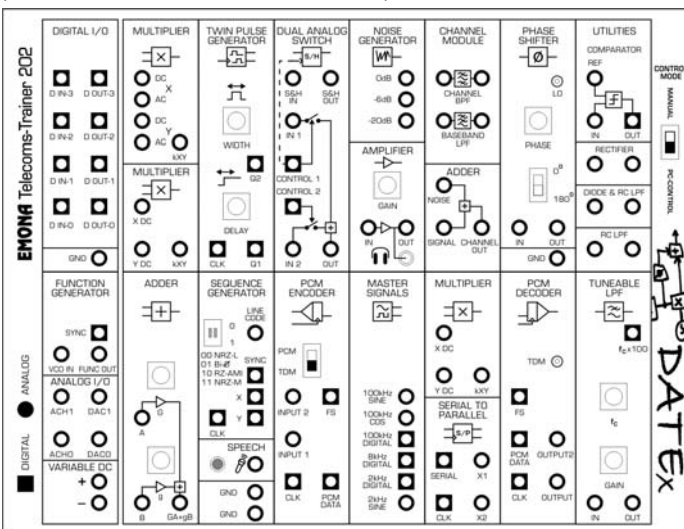 EMONA Telecoms-Trainer 202
DIGITAL
ANALOG
DIGITAL I/O
D IN-3 D OUT-3
D IN-2 D OUT-2
D IN-1 D OUT-1
D IN-0 D OUT-0
GND
MULTIPLIER
DC
X
AC
DC
Y
AC kXY
MULTIPLIER
X DC
Y DC kXY
TWIN PULSE
GENERATOR
WIDTH
Q2
DELAY
CLK Q1
DUAL ANALOG
SWITCH
S/H
S&H S&H
IN OUT
IN 1
CONTROL 1
CONTROL 2
IN 2 OUT
NOISE
GENERATOR
0dB
-6dB
-20dB
AMPLIFIER
GAIN
IN OUT
CHANNEL
MODULE
CHANNEL
BPF
BASEBAND
LPF
ADDER
NOISE
SIGNAL CHANNEL
OUT
PHASE
SHIFTER
Ø
LO
PHASE
0°
180°
IN OUT
GND
UTILITIES
COMPARATOR
REF
IN OUT
RECTIFIER
DIODE & RC LPF
RC LPF
CONTROL
MODE
MANUAL
PC-CONTROL
FUNCTION
GENERATOR
SYNC
VCO IN FUNC OUT
ANALOG I/O
ACH1 DAC1
ACH0 DAC0
VARIABLE DC
+
-
ADDER
G
A
g
B GA+gB
SEQUENCE
GENERATOR
LINE
CODE
0
1
00 NRZ-L
01 Bi-Ø
10 RZ-AMI
11 NRZ-M
SYNC
X
Y
CLK
SPEECH
GND
GND
PCM
ENCODER
PCM
TDM
INPUT 2 FS
INPUT 1
CLK PCM
DATA
MASTER
SIGNALS
100kHz
SINE
100kHz
COS
100kHz
DIGITAL
8kHz
DIGITAL
2kHz
DIGITAL
2kHz
SINE
MULTIPLIER
X DC
Y DC kXY
SERIAL TO
PARALLEL
S/P
SERIAL X1
CLK X2
PCM
DECODER
TDM
FS
PCM
DATA OUTPUT2
CLK OUTPUT
TUNEABLE
LPF
fc x100
fc
GAIN
IN OUT
DATEx